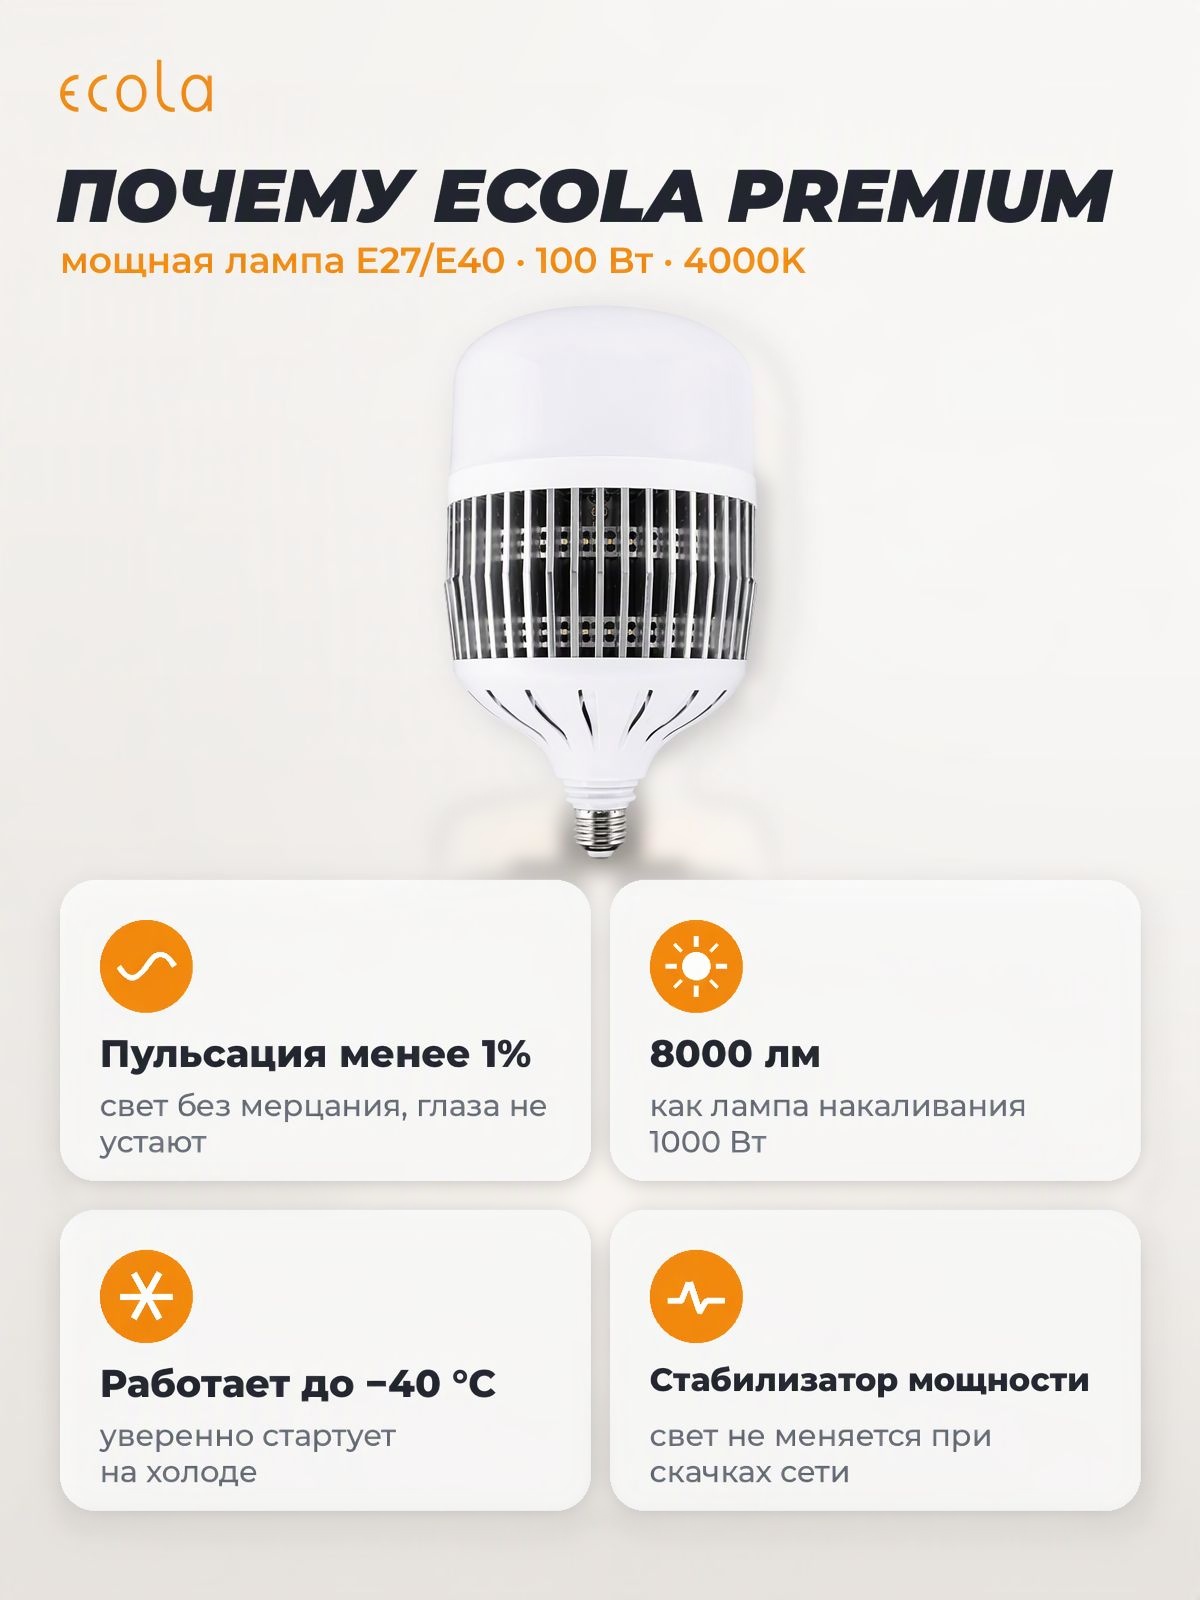 ecola
ПОЧЕМУ ECOLA PREMIUM
мощная лампа E27/E40 · 100 Вт · 4000K
Пульсация менее 1%
свет без мерцания, глаза не
устают
8000 лм
как лампа накаливания
1000 Вт
Работает до −40 °C
уверенно стартует
на холоде
Стабилизатор мощности
свет не меняется при
скачках сети